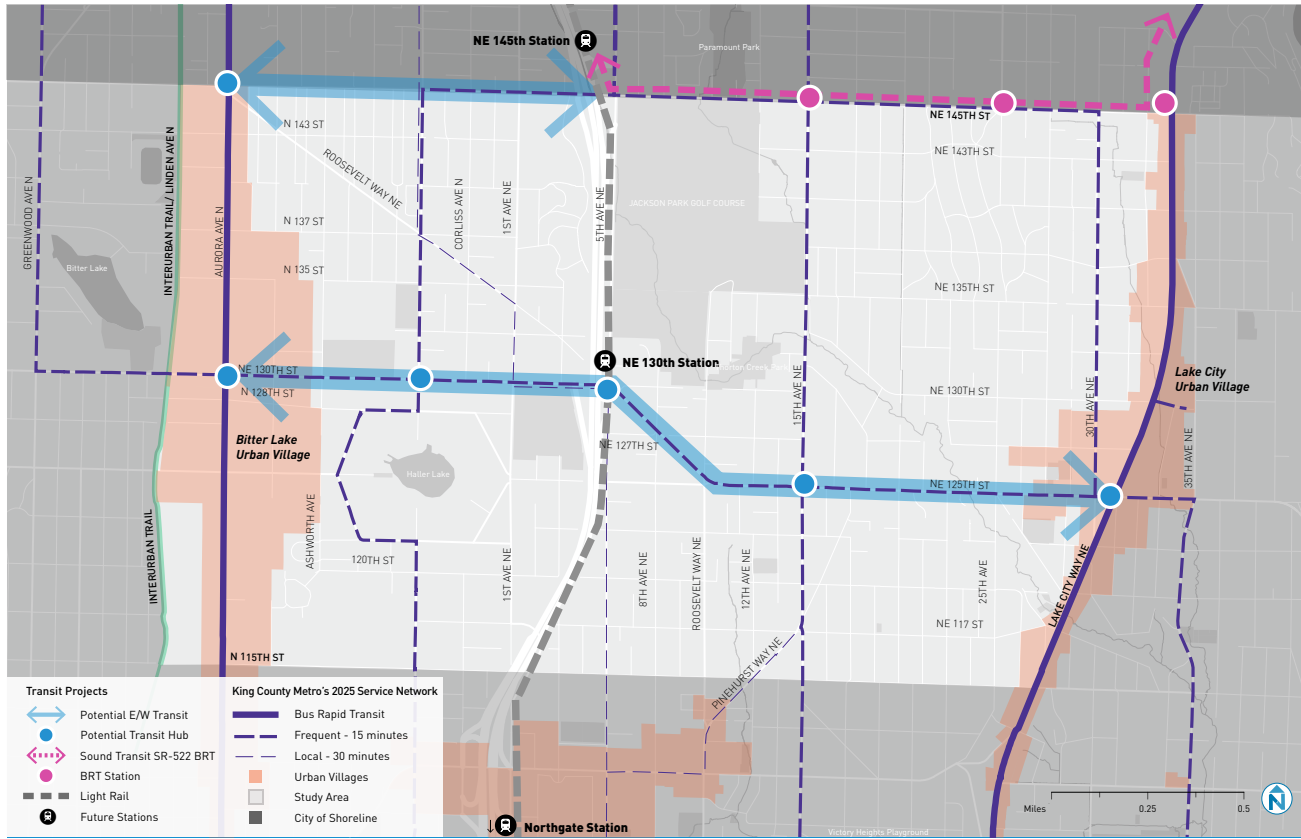 NE 145th Station
Paramount Park
NE 145TH ST
N 143 ST
NE 143TH ST
ROOSEVELT WAY NE
GREENWOOD AVE N
INTERURBAN TRAIL/ LINDEN AVE N
AURORA AVE N
CORLISS AVE N
1ST AVE NE
5TH AVE NE
JACKSON PARK GOLF COURSE
N 137 ST
Bitter Lake
N 135 ST
NE 135TH ST
NE 130th Station
NE 130TH ST
N 128TH ST
15TH AVE NE
NE 130TH ST
30TH AVE NE
Lake City
Urban Village
Bitter Lake
Urban Village
NE 127TH ST
35TH AVE NE
Haller Lake
NE 125TH ST
INTERURBAN TRAIL
ASHWORTH AVE
120TH ST
1ST AVE NE
8TH AVE NE
ROOSEVELT WAY NE
12TH AVE NE
25TH AVE
LAKE CITY WAY NE
NE 117 ST
N 115TH ST
PINEHURST WAY NE
Transit Projects
Potential E/W Transit
Potential Transit Hub
Sound Transit SR-522 BRT
BRT Station
Light Rail
Future Stations
King County Metro's 2025 Service Network
Bus Rapid Transit
Frequent - 15 minutes
Local - 30 minutes
Urban Villages
Study Area
City of Shoreline
Northgate Station
Victory Heights Playground
Miles
0.25
0.5
N